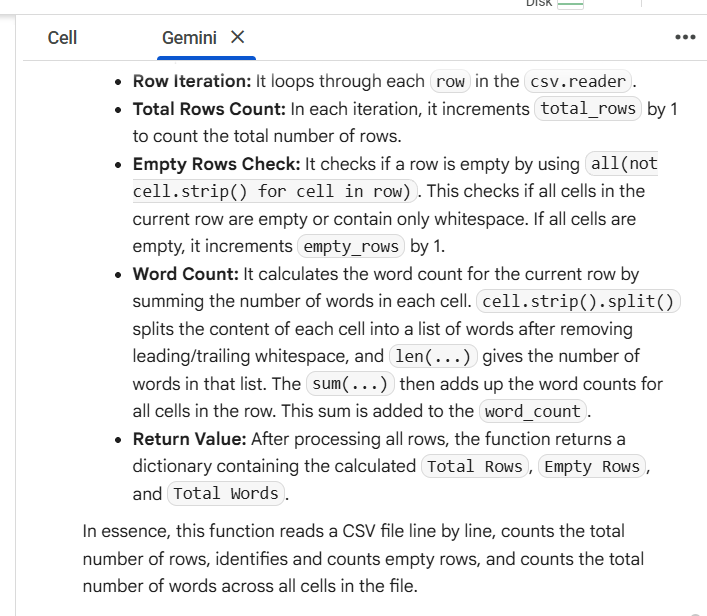 Disk
Cell
Gemini
• Row Iteration: It loops through each row in the csv.reader.
• Total Rows Count: In each iteration, it increments total_rows by 1
to count the total number of rows.
• Empty Rows Check: It checks if a row is empty by using all(not
cell.strip() for cell in row). This checks if all cells in the
current row are empty or contain only whitespace. If all cells are
empty, it increments empty_rows by 1.
• Word Count: It calculates the word count for the current row by
summing the number of words in each cell. cell.strip().split()
splits the content of each cell into a list of words after removing
leading/trailing whitespace, and len(...) gives the number of
words in that list. The sum(...) then adds up the word counts for
all cells in the row. This sum is added to the word_count.
• Return Value: After processing all rows, the function returns a
dictionary containing the calculated Total Rows, Empty Rows,
and Total Words.
In essence, this function reads a CSV file line by line, counts the total
number of rows, identifies and counts empty rows, and counts the total
number of words across all cells in the file.